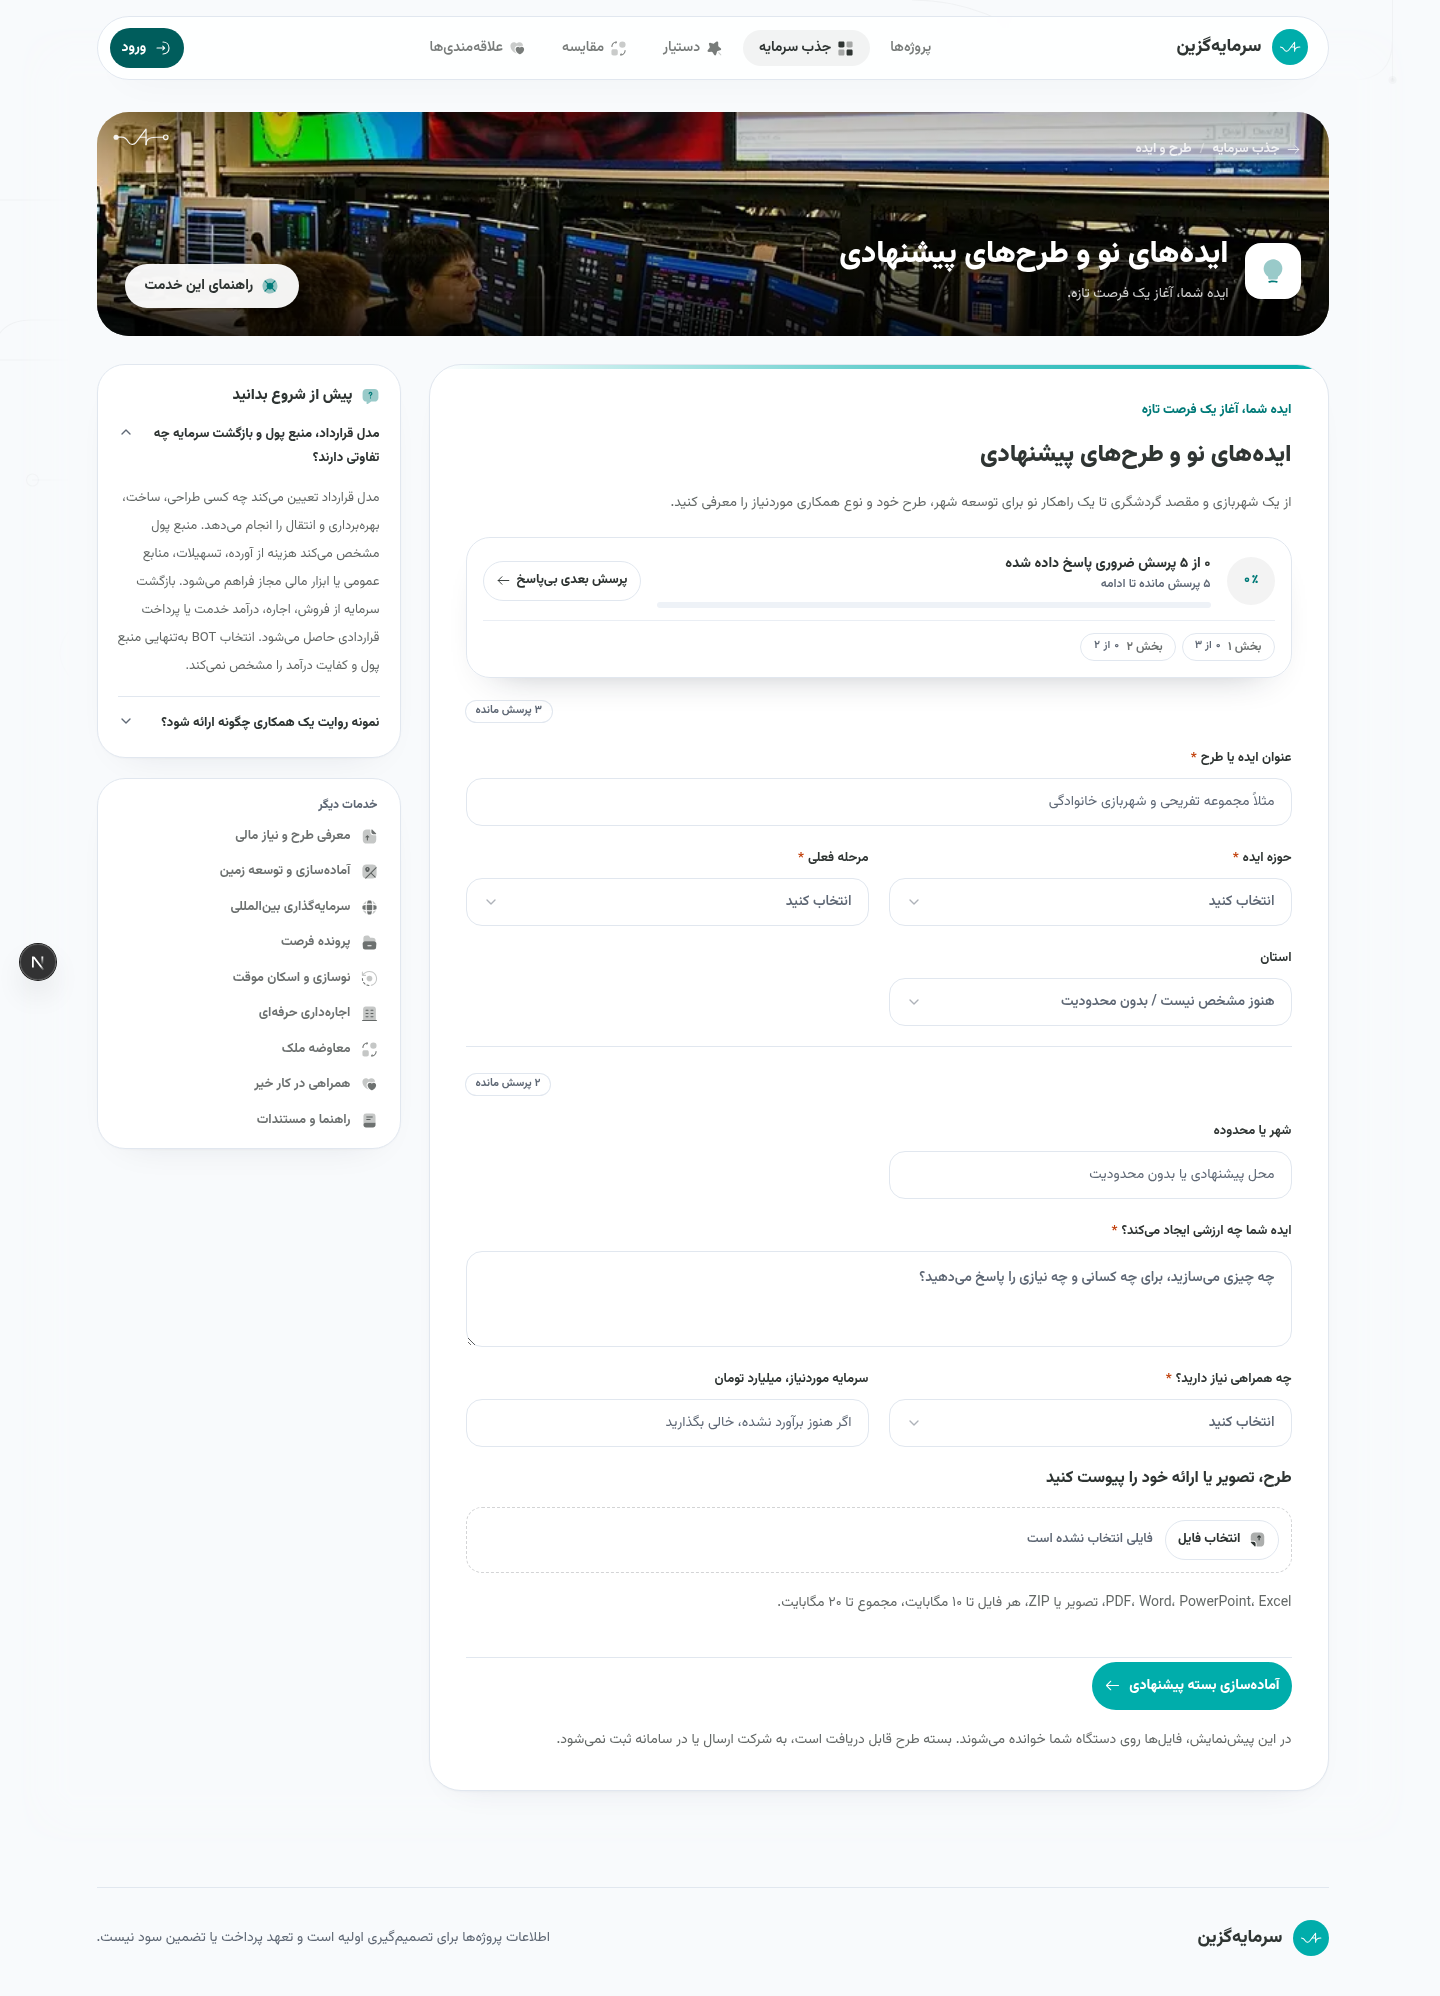 سرمایه‌گزین
پروژه‌ها
جذب سرمایه
دستیار
مقایسه
علاقه‌مندی‌ها
ورود
جذب سرمایه / طرح و ایده
ایده‌های نو و طرح‌های پیشنهادی
ایده شما، آغاز یک فرصت تازه.
راهنمای این خدمت
ایده شما، آغاز یک فرصت تازه
ایده‌های نو و طرح‌های پیشنهادی
از یک شهربازی و مقصد گردشگری تا یک راهکار نو برای توسعه شهر، طرح خود و نوع همکاری موردنیاز را معرفی کنید.
۰٪
۰ از ۵ پرسش ضروری پاسخ داده شده
۵ پرسش مانده تا ادامه
پرسش بعدی بی‌پاسخ
بخش ۱ ۰ از ۳
بخش ۲ ۰ از ۲
۳ پرسش مانده
عنوان ایده یا طرح *
مثلاً مجموعه تفریحی و شهربازی خانوادگی
حوزه ایده *
مرحله فعلی *
انتخاب کنید
انتخاب کنید
استان
هنوز مشخص نیست / بدون محدودیت
۲ پرسش مانده
شهر یا محدوده
محل پیشنهادی یا بدون محدودیت
ایده شما چه ارزشی ایجاد می‌کند؟ *
چه چیزی می‌سازید، برای چه کسانی و چه نیازی را پاسخ می‌دهید؟
چه همراهی نیاز دارید؟ *
سرمایه موردنیاز، میلیارد تومان
انتخاب کنید
اگر هنوز برآورد نشده، خالی بگذارید
طرح، تصویر یا ارائه خود را پیوست کنید
انتخاب فایل
فایلی انتخاب نشده است
PDF، Word، PowerPoint، Excel، تصویر یا ZIP، هر فایل تا ۱۰ مگابایت، مجموع تا ۲۰ مگابایت.
آماده‌سازی بسته پیشنهادی
در این پیش‌نمایش، فایل‌ها روی دستگاه شما خوانده می‌شوند. بسته طرح قابل دریافت است، به شرکت ارسال یا در سامانه ثبت نمی‌شود.
پیش از شروع بدانید
مدل قرارداد، منبع پول و بازگشت سرمایه چه
تفاوتی دارند؟
مدل قرارداد تعیین می‌کند چه کسی طراحی، ساخت،
بهره‌برداری و انتقال را انجام می‌دهد. منبع پول
مشخص می‌کند هزینه از آورده، تسهیلات، منابع
عمومی یا ابزار مالی مجاز فراهم می‌شود. بازگشت
سرمایه از فروش، اجاره، درآمد خدمت یا پرداخت
قراردادی حاصل می‌شود. انتخاب BOT به‌تنهایی منبع
پول و کفایت درآمد را مشخص نمی‌کند.
نمونه روایت یک همکاری چگونه ارائه شود؟
خدمات دیگر
معرفی طرح و نیاز مالی
آماده‌سازی و توسعه زمین
سرمایه‌گذاری بین‌المللی
پرونده فرصت
نوسازی و اسکان موقت
اجاره‌داری حرفه‌ای
معاوضه ملک
همراهی در کار خیر
راهنما و مستندات
N
سرمایه‌گزین
اطلاعات پروژه‌ها برای تصمیم‌گیری اولیه است و تعهد پرداخت یا تضمین سود نیست.